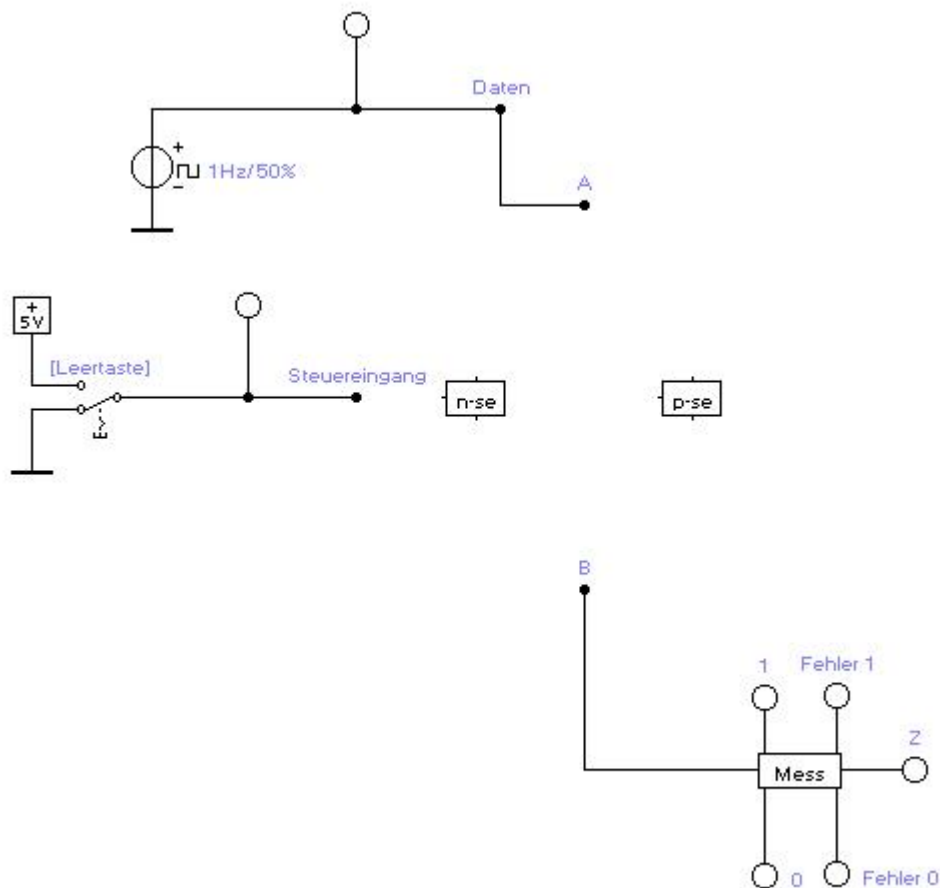 Daten
+
1Hz/50%
−
A
+
5V
[Leertaste]
Steuereingang
n-se
p-se
B
1
Fehler 1
Z
Mess
0
Fehler 0